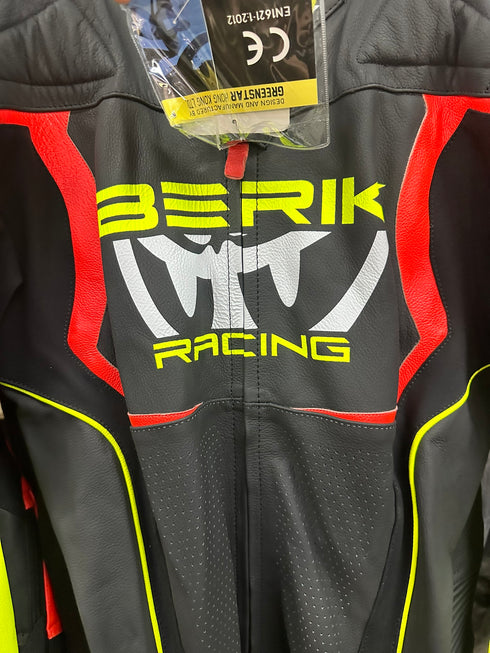 EN1621-1:2012
CE
GREENSTAR HONG KONG LTD.
DESIGN AND MANUFACTURED BY
BERIK
RACING